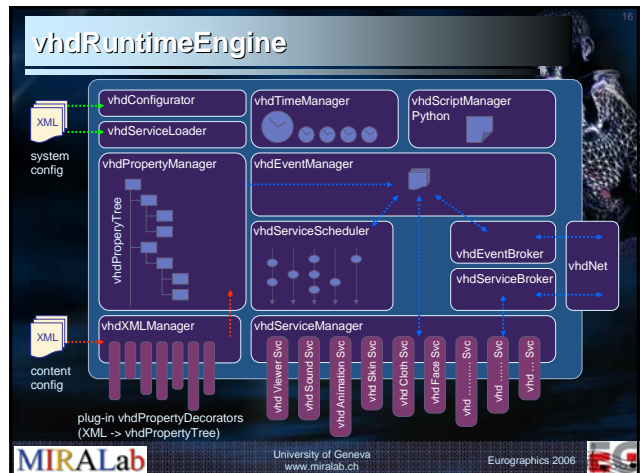 16
vhdRuntimeEngine
vhdConfigurator
vhdServiceLoader
vhdTimeManager
vhdScriptManager
Python
XML
system
config
vhdPropertyManager
vhdProperyTree
vhdEventManager
vhdServiceScheduler
vhdEventBroker
vhdServiceBroker
vhdNet
XML
content
config
vhdXMLManager
vhdServiceManager
vhd Viewer Svc
vhd Sound Svc
vhd Animation Svc
vhd Skin Svc
vhd Cloth Svc
vhd Face Svc
vhd .......... Svc
vhd ...... Svc
vhd ... Svc
plug-in vhdPropertyDecorators
(XML -> vhdPropertyTree)
MIRALab
University of Geneva
www.miralab.ch
Eurographics 2006
EG